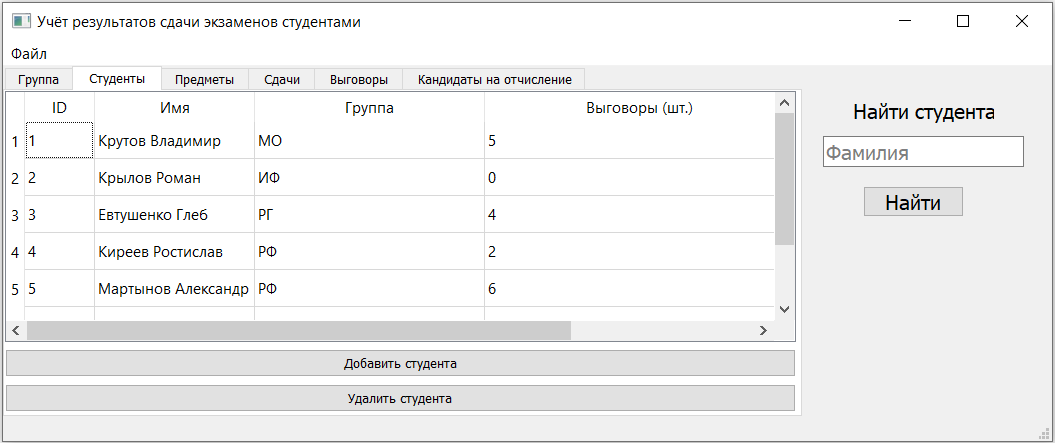 Учёт результатов сдачи экзаменов студентами
Файл
Группа Студенты Предметы Сдачи Выговоры Кандидаты на отчисление
ID Имя Группа Выговоры (шт.)
1 1 Крутов Владимир МО 5
2 2 Крылов Роман ИФ 0
3 3 Евтушенко Глеб РГ 4
4 4 Киреев Ростислав РФ 2
5 5 Мартынов Александр РФ 6
Добавить студента
Удалить студента
Найти студента
Фамилия
Найти